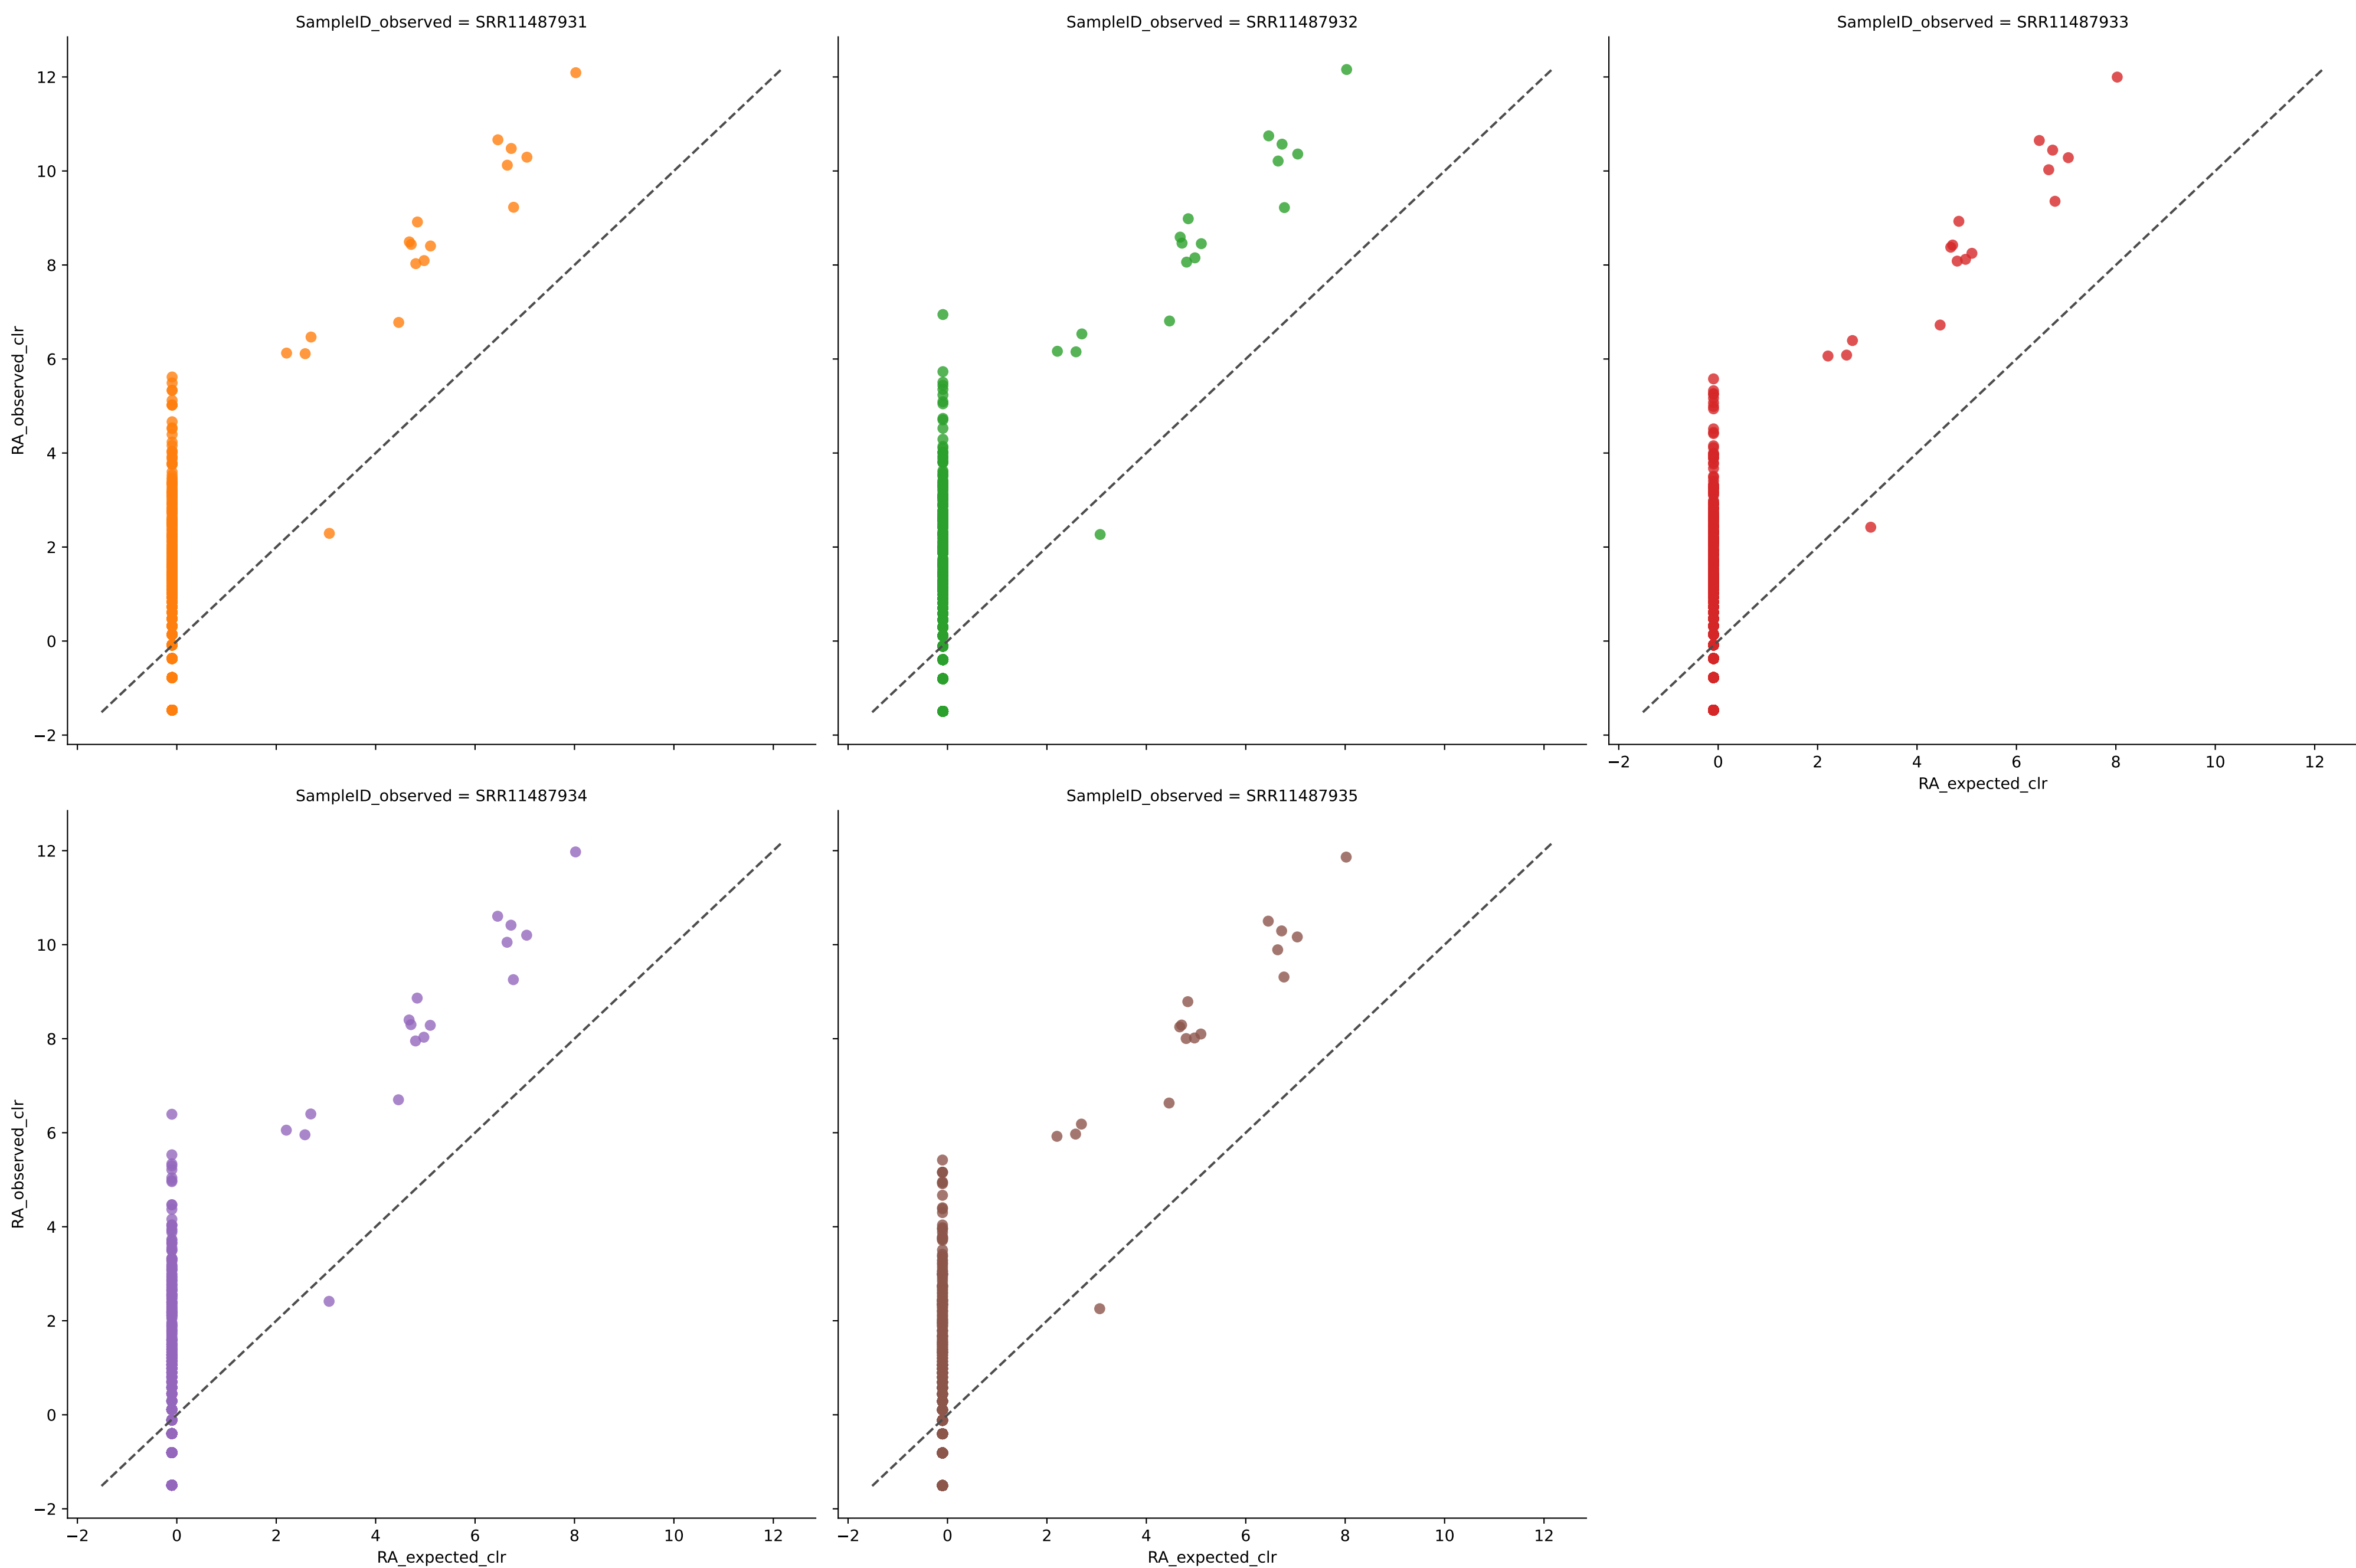 SampleID_observed = SRR11487931
SampleID_observed = SRR11487932
SampleID_observed = SRR11487933
12
10
8
6
4
2
0
−2
RA_observed_clr
−2 0 2 4 6 8 10 12
RA_expected_clr
SampleID_observed = SRR11487934
SampleID_observed = SRR11487935
12
10
8
6
4
2
0
−2
RA_observed_clr
−2 0 2 4 6 8 10 12
−2 0 2 4 6 8 10 12
RA_expected_clr
RA_expected_clr